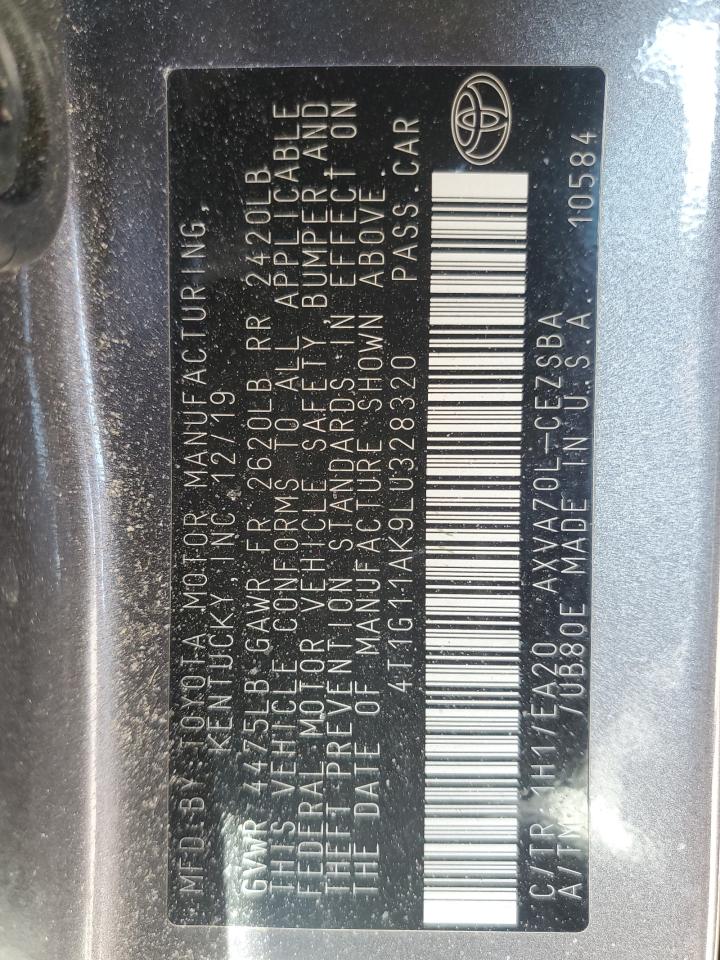 MFD.BY: TOYOTA MOTOR MANUFACTURING,
KENTUCKY, INC. 12/19
GVWR 4475LB GAWR FR 2620LB RR 2420LB
THIS VEHICLE CONFORMS TO ALL APPLICABLE
FEDERAL MOTOR VEHICLE SAFETY, BUMPER AND
THEFT PREVENTION STANDARDS IN EFFECT ON
THE DATE OF MANUFACTURE SHOWN ABOVE.
4T1G11AK9LU328320 PASS.CAR
C/TR 1H1/EA20 AXVA70L-CEZSBA
A/TM /UB80E MADE IN U.S.A 10584